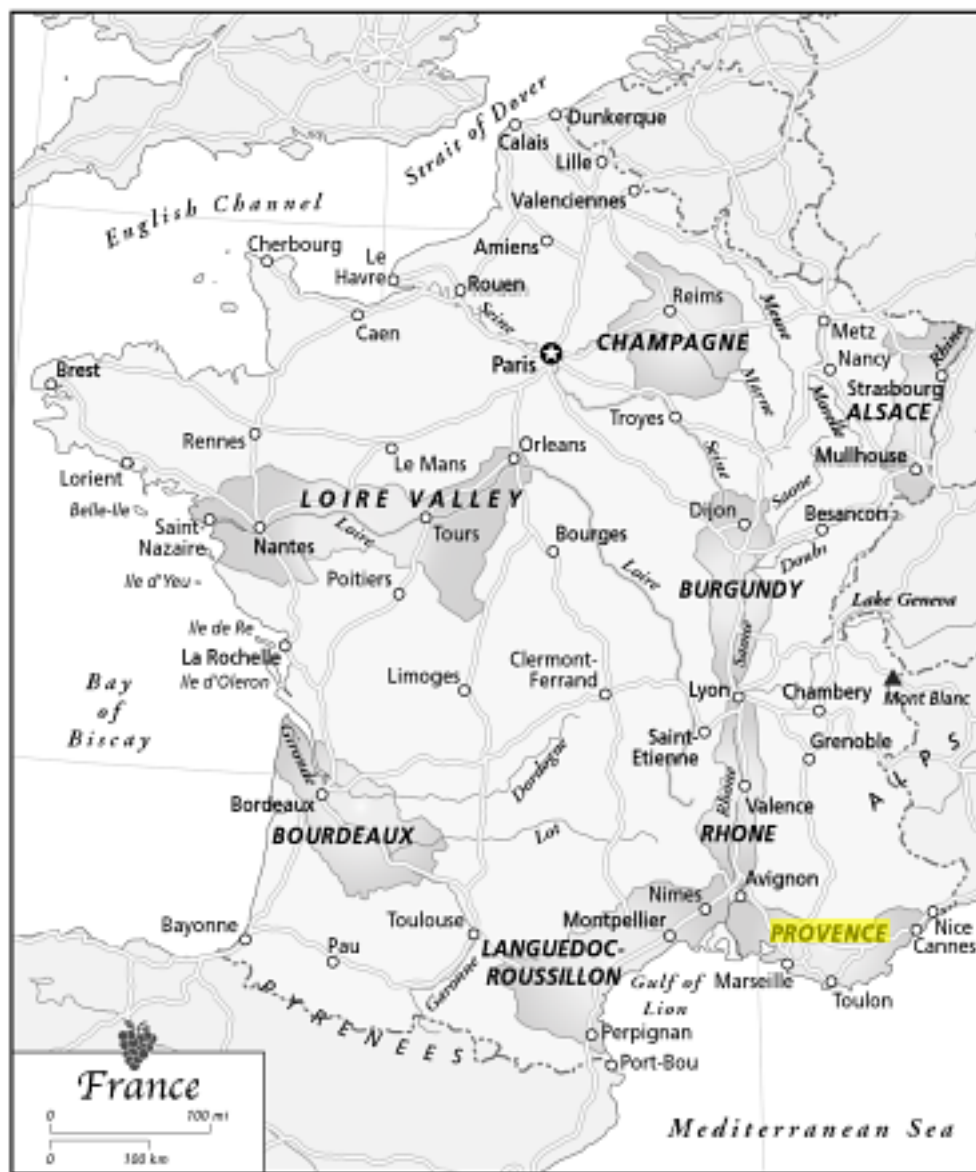 Strait of Dover
Dunkerque
Calais
Lille
Valenciennes
English Channel
Cherbourg
Amiens
Le
Havre
Rouen
Reims
Seine
Caen
CHAMPAGNE
Meuse
Metz
Paris
Nancy
Rhine
Brest
Marne
Strasbourg
ALSACE
Troyes
Moselle
Rennes
Orleans
Seine
Lorient
Le Mans
Mullhouse
LOIRE VALLEY
Saone
Belle-Ile
Dijon
Besancon
Saint-
Nazaire
Loire
Tours
Bourges
Nantes
Doubs
Ile d'Yeu
Poitiers
Loire
BURGUNDY
Lake Geneva
Ile de Re
La Rochelle
Ile d'Oleron
Saone
Limoges
Clermont-
Ferrand
Lyon
Chambery
Mont Blanc
Bay
of
Biscay
Saint-
Etienne
Grenoble
ALPS
Gironde
Dordogne
Rhone
Bordeaux
Valence
BOURDEAUX
Lot
RHONE
Nimes
Avignon
Bayonne
Toulouse
Montpellier
PROVENCE
Nice
Cannes
Pau
LANGUEDOC-
ROUSSILLON
Garonne
Gulf of
Lion
Marseille
Toulon
PYRENEES
Perpignan
Port-Bou
France
0 100 mi
0 100 km
Mediterranean Sea